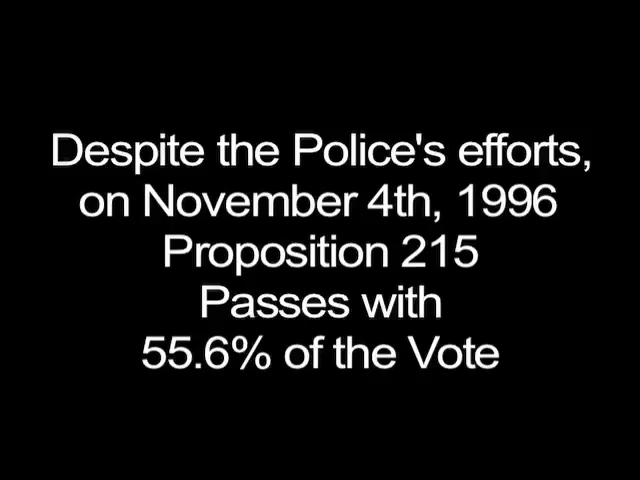 Despite the Police's efforts,
on November 4th, 1996
Proposition 215
Passes with
55.6% of the Vote